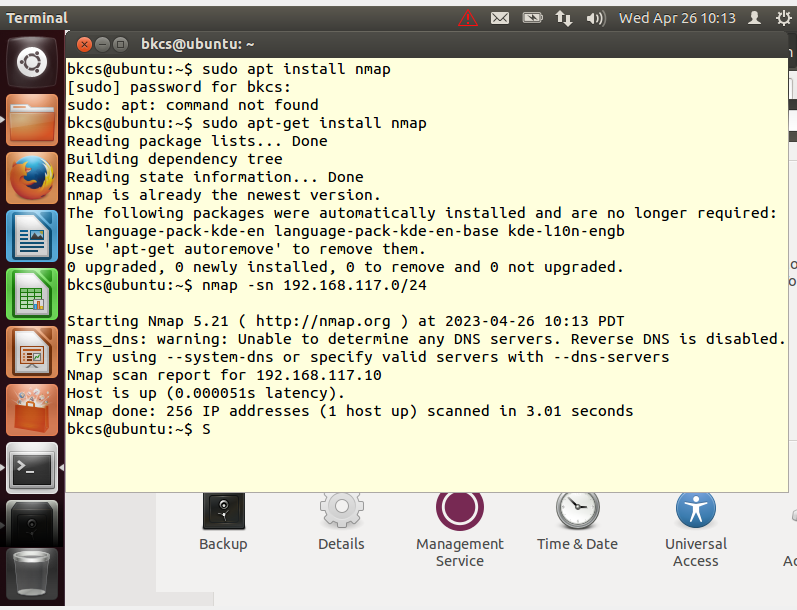 Terminal
Wed Apr 26 10:13
bkcs@ubuntu: ~
bkcs@ubuntu:~$ sudo apt install nmap
[sudo] password for bkcs:
sudo: apt: command not found
bkcs@ubuntu:~$ sudo apt-get install nmap
Reading package lists... Done
Building dependency tree
Reading state information... Done
nmap is already the newest version.
The following packages were automatically installed and are no longer required:
  language-pack-kde-en language-pack-kde-en-base kde-l10n-engb
Use 'apt-get autoremove' to remove them.
0 upgraded, 0 newly installed, 0 to remove and 0 not upgraded.
bkcs@ubuntu:~$ nmap -sn 192.168.117.0/24
Starting Nmap 5.21 ( http://nmap.org ) at 2023-04-26 10:13 PDT
mass_dns: warning: Unable to determine any DNS servers. Reverse DNS is disabled.
 Try using --system-dns or specify valid servers with --dns-servers
Nmap scan report for 192.168.117.10
Host is up (0.000051s latency).
Nmap done: 256 IP addresses (1 host up) scanned in 3.01 seconds
bkcs@ubuntu:~$ S
Backup
Details
Management
Service
Time & Date
Universal
Access